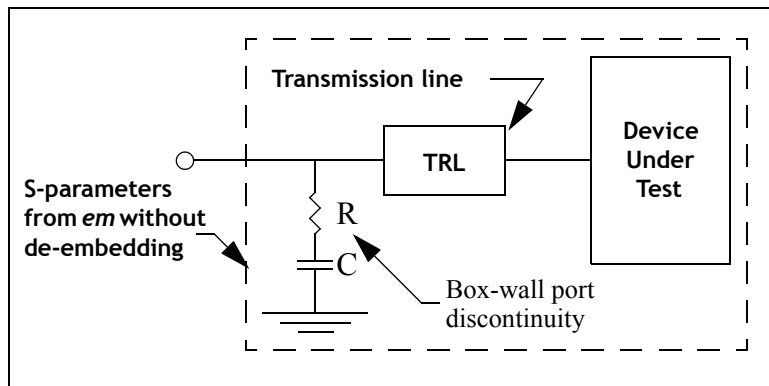 Transmission line
TRL
Device
Under
Test
S-parameters
from em without
de-embedding
R
C
Box-wall port
discontinuity